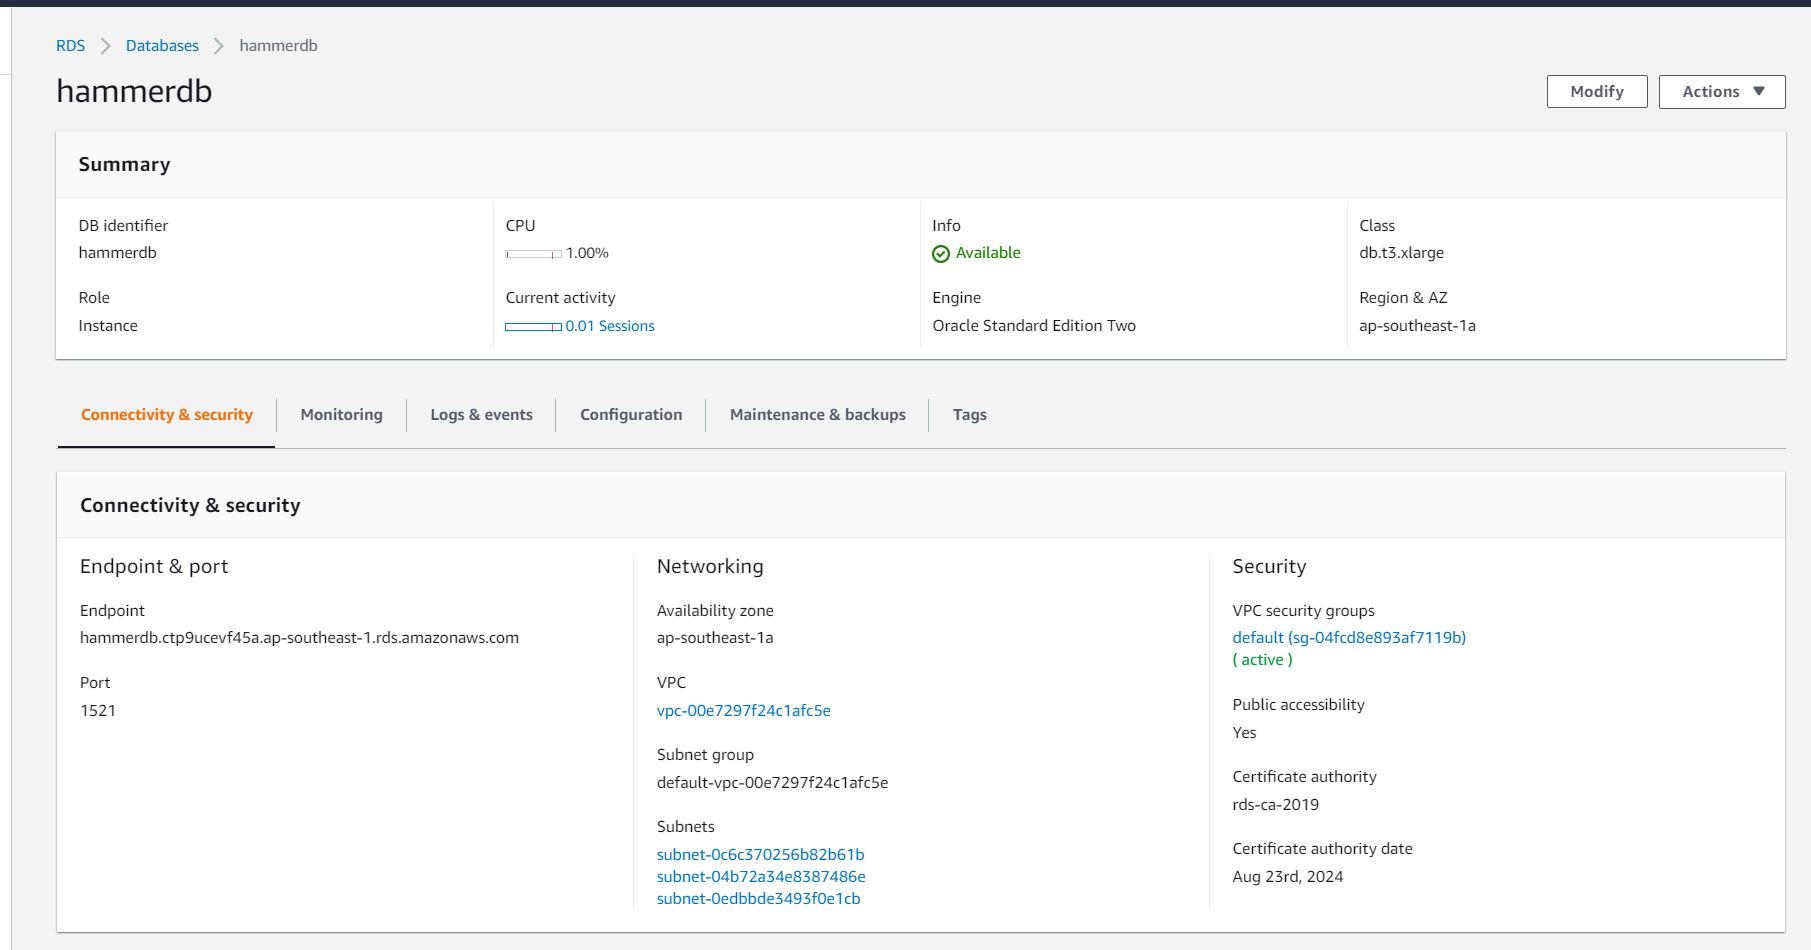 RDS > Databases > hammerdb
hammerdb
Modify
Actions
Summary
DB identifier
hammerdb
CPU
1.00%
Info
Available
Class
db.t3.xlarge
Role
Instance
Current activity
0.01 Sessions
Engine
Oracle Standard Edition Two
Region & AZ
ap-southeast-1a
Connectivity & security
Monitoring
Logs & events
Configuration
Maintenance & backups
Tags
Connectivity & security
Endpoint & port
Endpoint
hammerdb.ctp9ucevf45a.ap-southeast-1.rds.amazonaws.com
Port
1521
Networking
Availability zone
ap-southeast-1a
VPC
vpc-00e7297f24c1afc5e
Subnet group
default-vpc-00e7297f24c1afc5e
Subnets
subnet-0c6c370256b82b61b
subnet-04b72a34e8387486e
subnet-0edbbde3493f0e1cb
Security
VPC security groups
default (sg-04fcd8e893af7119b)
( active )
Public accessibility
Yes
Certificate authority
rds-ca-2019
Certificate authority date
Aug 23rd, 2024